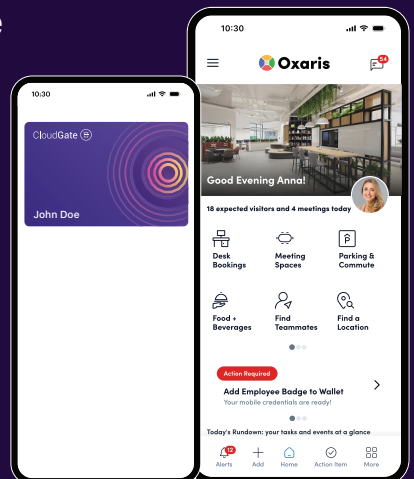 e
10:30
CloudGate
John Doe
10:30
Oxaris
54
Good Evening Anna!
18 expected visitors and 4 meetings today
Desk Bookings
Meeting Spaces
Parking & Commute
Food + Beverages
Find Teammates
Find a Location
Action Required
Add Employee Badge to Wallet
Your mobile credentials are ready!
Today's Rundown: your tasks and events at a glance
12
Alerts
Add
Home
Action Item
More